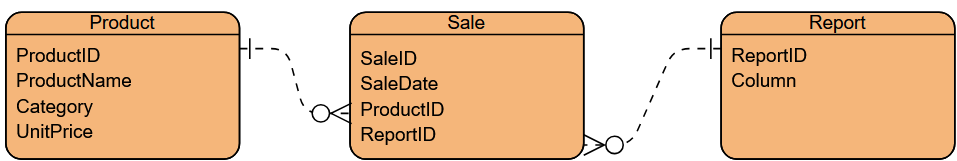 Product
ProductID
ProductName
Category
UnitPrice
Sale
SaleID
SaleDate
ProductID
ReportID
Report
ReportID
Column